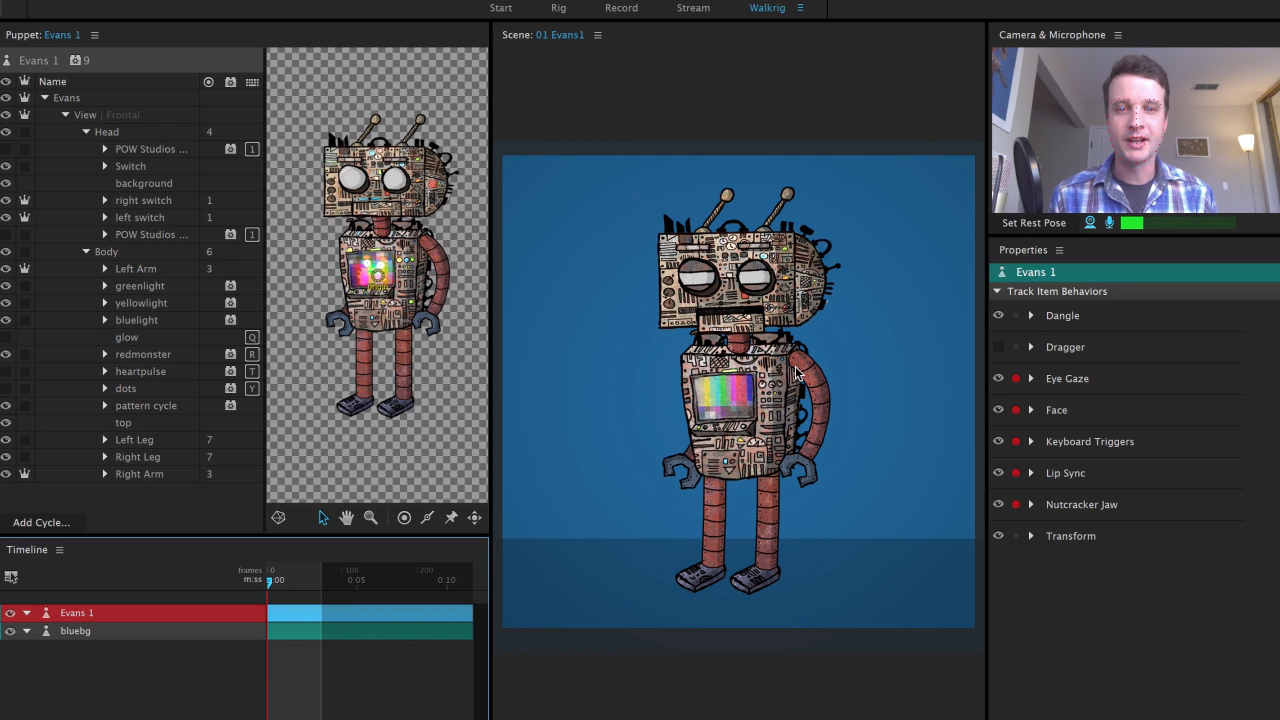 Start Rig Record Stream Walkrig
Puppet: Evans 1
Evans 1 9
Name
Evans
View | Frontal
Head 4
POW Studios ... 1
Switch
background
right switch 1
left switch 1
POW Studios ... 1
Body 6
Left Arm 3
greenlight
yellowlight
bluelight
glow Q
redmonster R
heartpulse T
dots Y
pattern cycle
top
Left Leg 7
Right Leg 7
Right Arm 3
Add Cycle...
Timeline
frames 0 100 200
m:ss :00 0:05 0:10
Evans 1
bluebg
Scene: 01 Evans1
Camera & Microphone
Set Rest Pose
Properties
Evans 1
Track Item Behaviors
Dangle
Dragger
Eye Gaze
Face
Keyboard Triggers
Lip Sync
Nutcracker Jaw
Transform